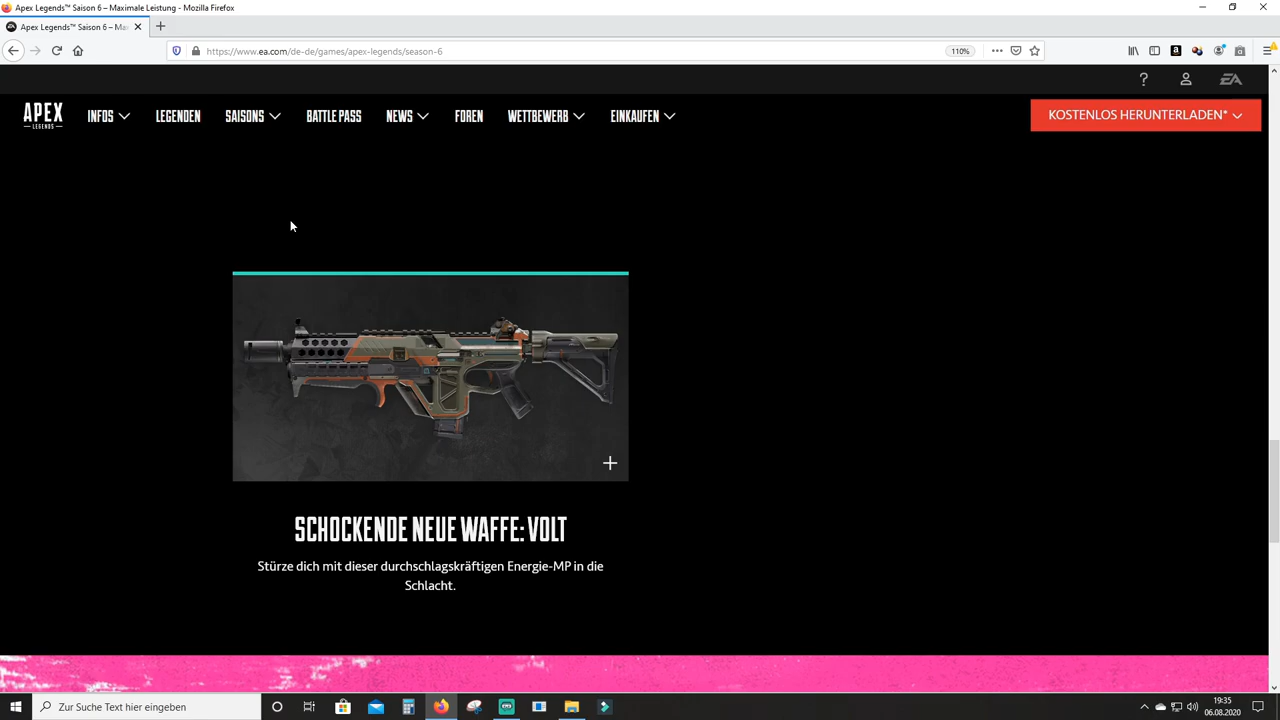 Apex Legends™ Saison 6 – Maximale Leistung - Mozilla Firefox
Apex Legends™ Saison 6 – Ma
https://www.ea.com/de-de/games/apex-legends/season-6
110%
APEX
LEGENDS
INFOS
LEGENDEN
SAISONS
BATTLE PASS
NEWS
FOREN
WETTBEWERB
EINKAUFEN
KOSTENLOS HERUNTERLADEN*
SCHOCKENDE NEUE WAFFE: VOLT
Stürze dich mit dieser durchschlagskräftigen Energie-MP in die
Schlacht.
Zur Suche Text hier eingeben
19:35
06.08.2020